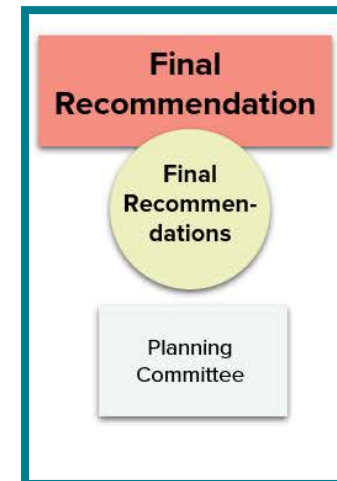 Final
Recommendation
Final
Recommen-
dations
Planning
Committee